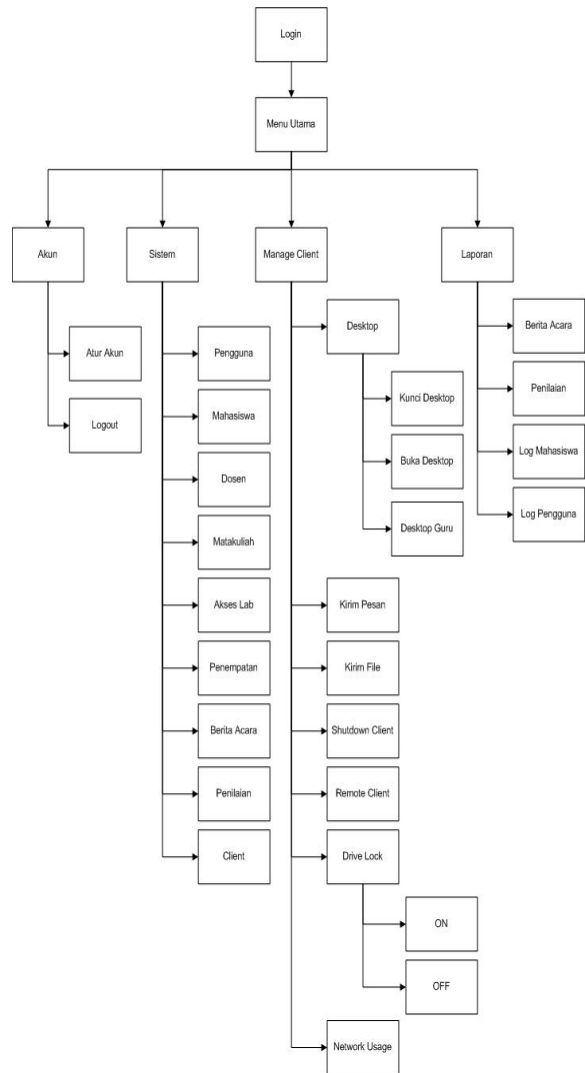 Login
Menu Utama
Akun
Sistem
Manage Client
Laporan
Atur Akun
Logout
Pengguna
Mahasiswa
Dosen
Matakuliah
Akses Lab
Penempatan
Berita Acara
Penilaian
Client
Desktop
Kunci Desktop
Buka Desktop
Desktop Guru
Kirim Pesan
Kirim File
Shutdown Client
Remote Client
Drive Lock
ON
OFF
Network Usage
Berita Acara
Penilaian
Log Mahasiswa
Log Pengguna